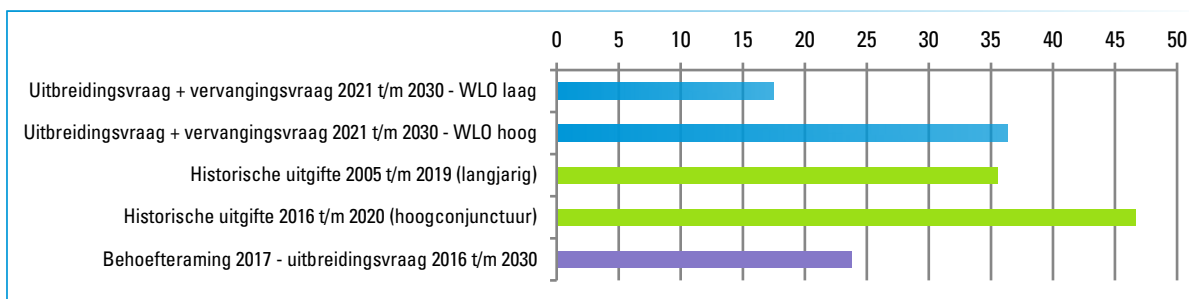 0 5 10 15 20 25 30 35 40 45 50
Uitbreidingsvraag + vervangingsvraag 2021 t/m 2030 - WLO laag
Uitbreidingsvraag + vervangingsvraag 2021 t/m 2030 - WLO hoog
Historische uitgifte 2005 t/m 2019 (langjarig)
Historische uitgifte 2016 t/m 2020 (hoogconjunctuur)
Behoefteraming 2017 - uitbreidingsvraag 2016 t/m 2030